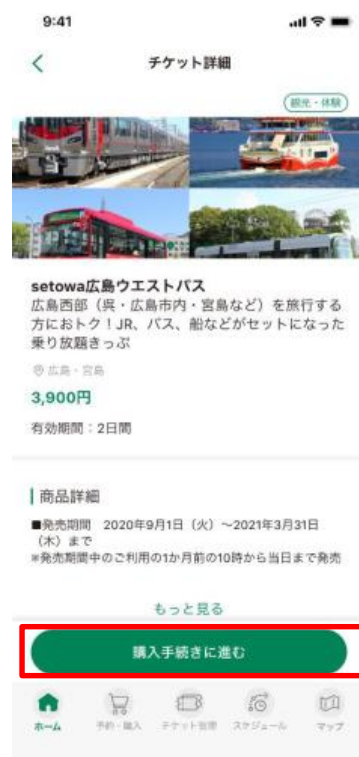 9:41
チケット詳細
観光・体験
setowa広島ウエストパス
広島西部（呉・広島市内・宮島など）を旅行する
方におトク！JR、バス、船などがセットになった
乗り放題きっぷ
広島・宮島
3,900円
有効期間：2日間
商品詳細
■発売期間　2020年9月1日（火）～2021年3月31日
（木）まで
※発売期間中のご利用の1か月前の10時から当日まで発売
もっと見る
購入手続きに進む
ホーム
予約・購入
チケット管理
スケジュール
マップ